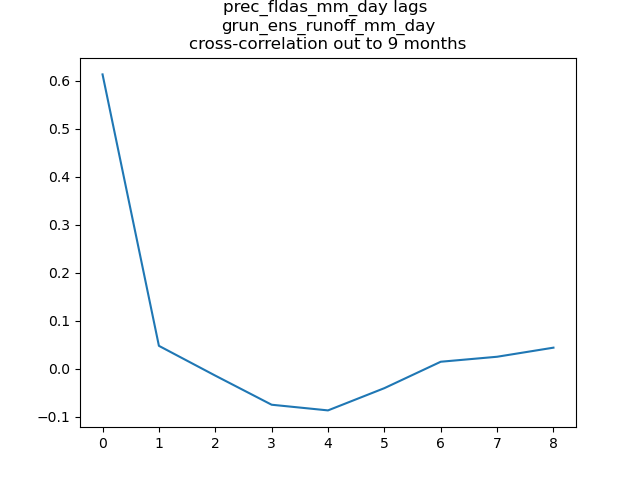 prec_fldas_mm_day lags
grun_ens_runoff_mm_day
cross-correlation out to 9 months
0.6
0.5
0.4
0.3
0.2
0.1
0.0
−0.1
0 1 2 3 4 5 6 7 8